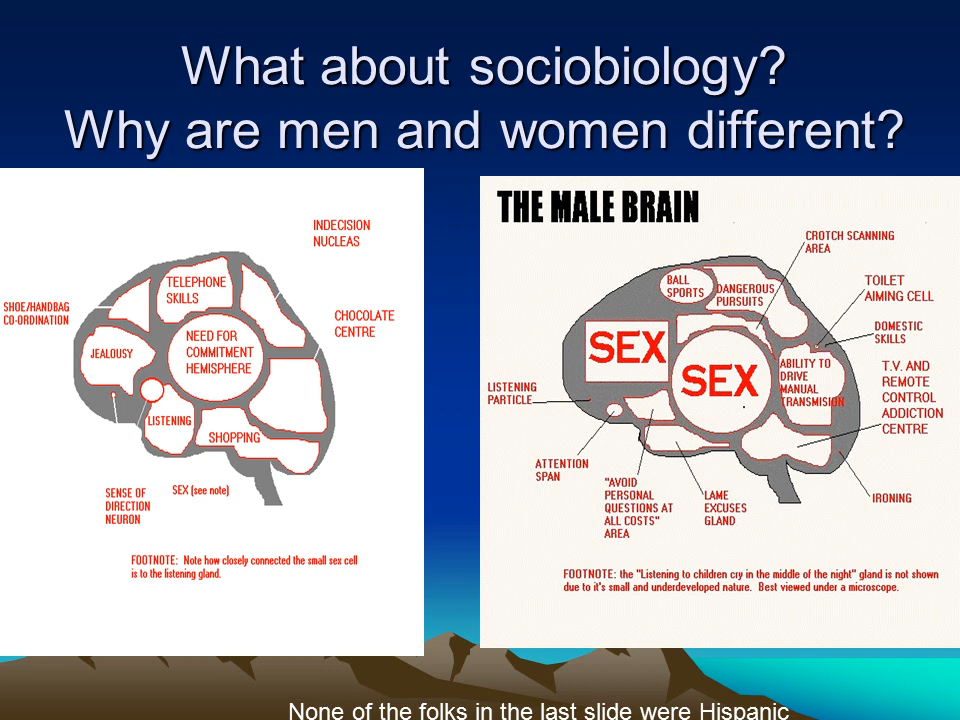 What about sociobiology?
Why are men and women different?
INDECISION
NUCLEAS
TELEPHONE
SKILLS
SHOE/HANDBAG
CO-ORDINATION
CHOCOLATE
CENTRE
NEED FOR
COMMITMENT
HEMISPHERE
JEALOUSY
LISTENING
SHOPPING
SENSE OF
DIRECTION
NEURON
SEX (see note)
FOOTNOTE: Note how closely connected the small sex cell
is to the listening gland.
THE MALE BRAIN
CROTCH SCANNING
AREA
BALL
SPORTS
DANGEROUS
PURSUITS
TOILET
AIMING CELL
DOMESTIC
SKILLS
SEX
SEX
ABILITY TO
DRIVE
MANUAL
TRANSMISION
T.V. AND
REMOTE
CONTROL
ADDICTION
CENTRE
LISTENING
PARTICLE
ATTENTION
SPAN
"AVOID
PERSONAL
QUESTIONS AT
ALL COSTS"
AREA
LAME
EXCUSES
GLAND
IRONING
FOOTNOTE: the "Listening to children cry in the middle of the night" gland is not shown
due to it's small and underdeveloped nature. Best viewed under a microscope.
None of the folks in the last slide were Hispanic